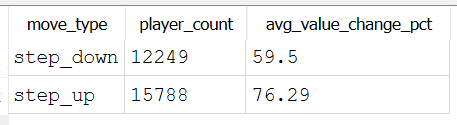 move_type player_count avg_value_change_pct
step_down 12249 59.5
step_up 15788 76.29